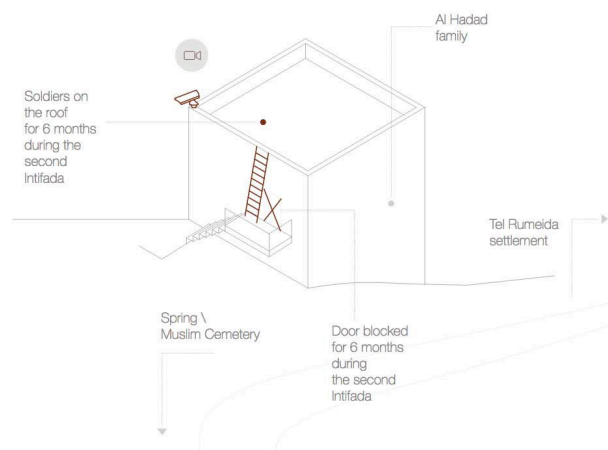 Al Hadad
family
Soldiers on
the roof
for 6 months
during the
second
Intifada
Tel Rumeida
settlement
Spring \
Muslim Cemetery
Door blocked
for 6 months
during
the second
Intifada